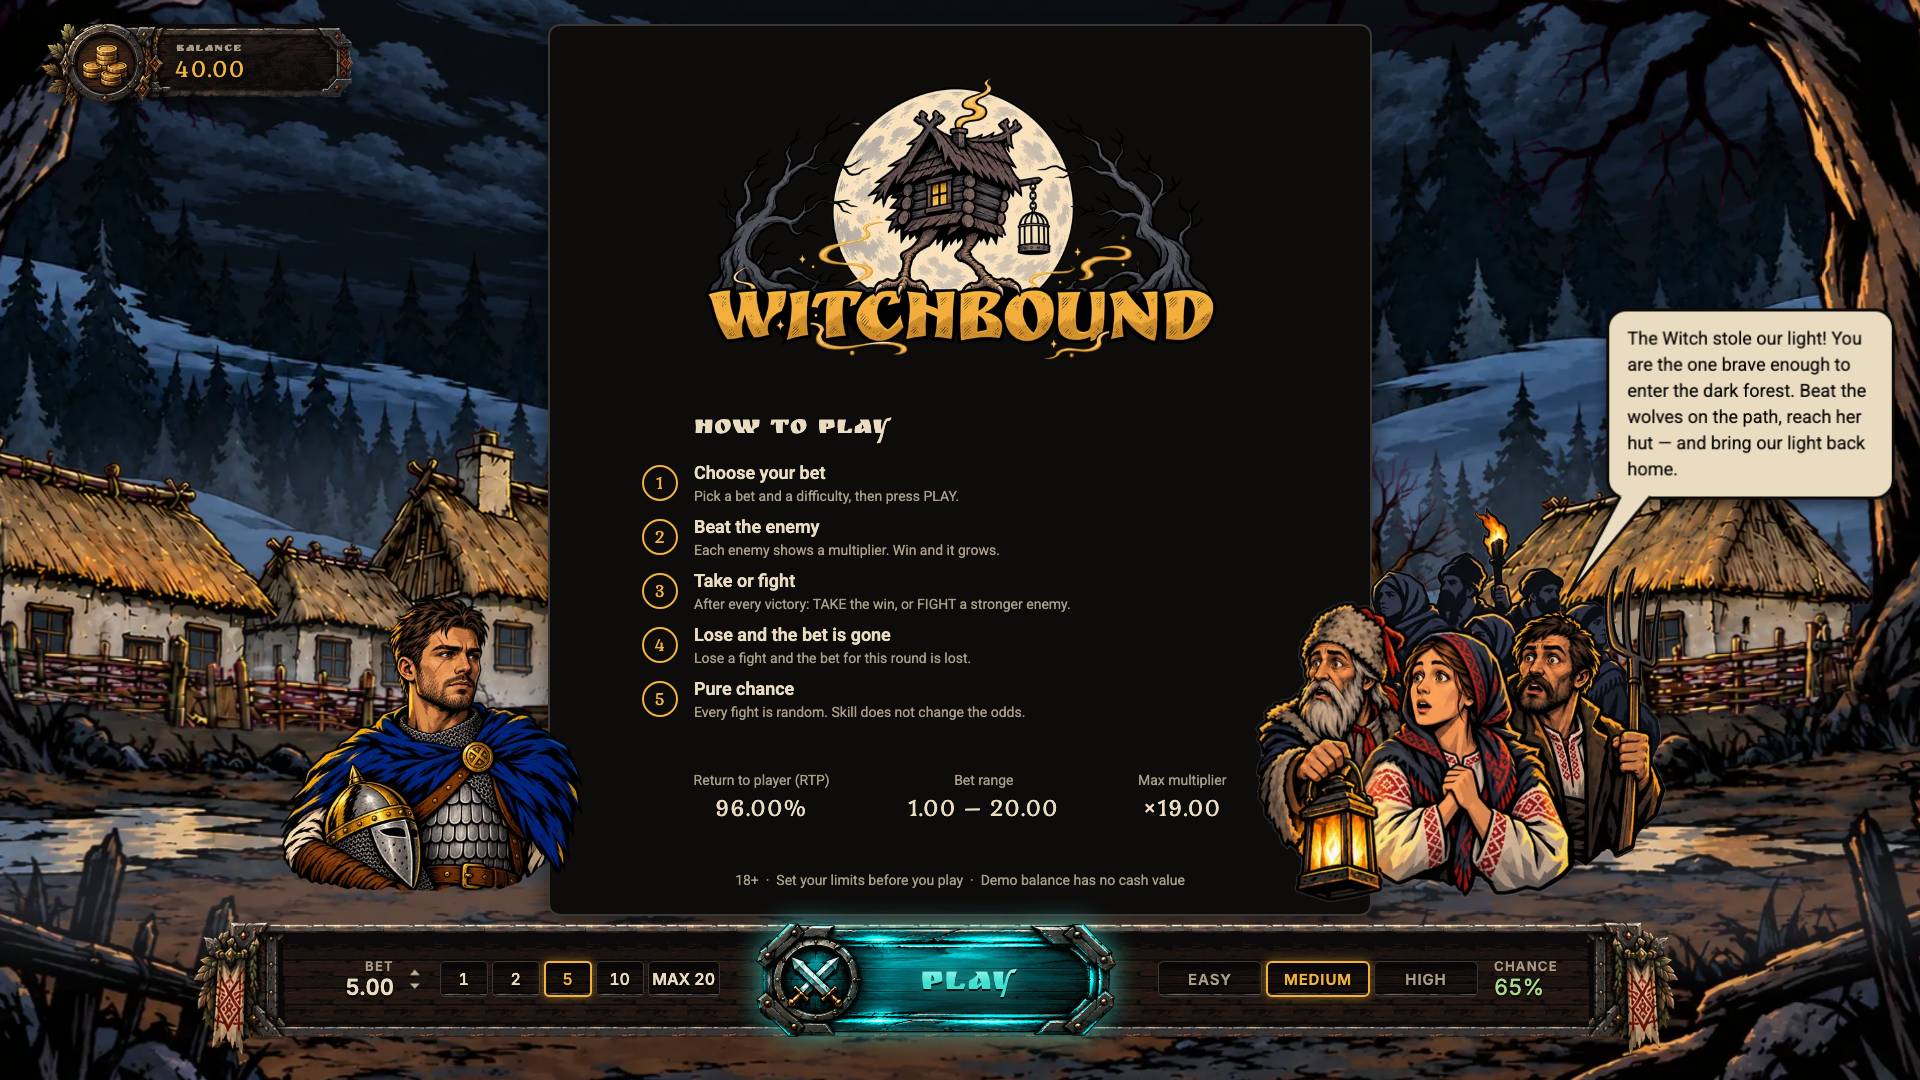 BALANCE
40.00
WITCHBOUND
HOW TO PLAY
1
Choose your bet
Pick a bet and a difficulty, then press PLAY.
2
Beat the enemy
Each enemy shows a multiplier. Win and it grows.
3
Take or fight
After every victory: TAKE the win, or FIGHT a stronger enemy.
4
Lose and the bet is gone
Lose a fight and the bet for this round is lost.
5
Pure chance
Every fight is random. Skill does not change the odds.
Return to player (RTP)
96.00%
Bet range
1.00 – 20.00
Max multiplier
×19.00
18+ · Set your limits before you play · Demo balance has no cash value
The Witch stole our light! You
are the one brave enough to
enter the dark forest. Beat the
wolves on the path, reach her
hut – and bring our light back
home.
BET
5.00
1 2 5 10 MAX 20
PLAY
EASY MEDIUM HIGH
CHANCE
65%